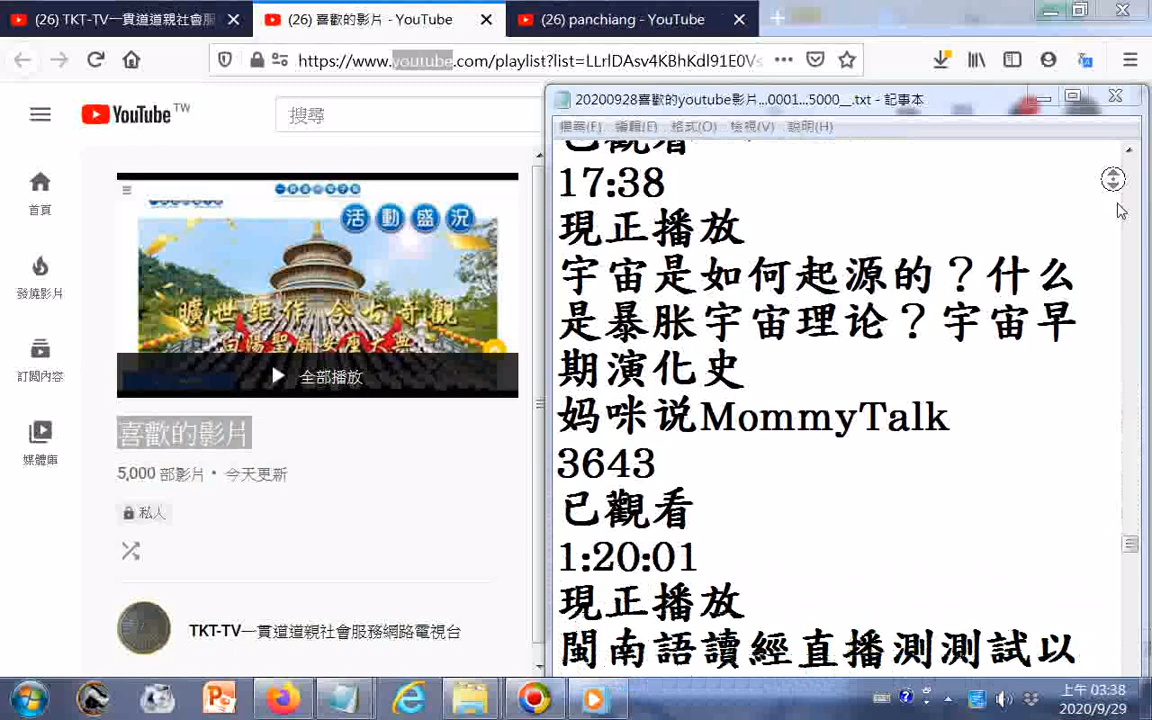 (26) TKT-TV一貫道道親社會服
(26) 喜歡的影片 - YouTube
(26) panchiang - YouTube
https://www.youtube.com/playlist?list=LLrlDAsv4KBhKdl91E0Vs
YouTube TW
搜尋
首頁
發燒影片
訂閱內容
媒體庫
活動盛況
曠世鉅作 今古奇觀
全部播放
喜歡的影片
5,000 部影片・今天更新
私人
TKT-TV一貫道道親社會服務網路電視台
20200928喜歡的youtube影片...0001...5000__.txt - 記事本
檔案(F) 編輯(E) 格式(O) 檢視(V) 說明(H)
已觀看
17:38
現正播放
宇宙是如何起源的？什么
是暴胀宇宙理论？宇宙早
期演化史
妈咪说MommyTalk
3643
已觀看
1:20:01
現正播放
閩南語讀經直播測測試以
上午 03:38
2020/9/29